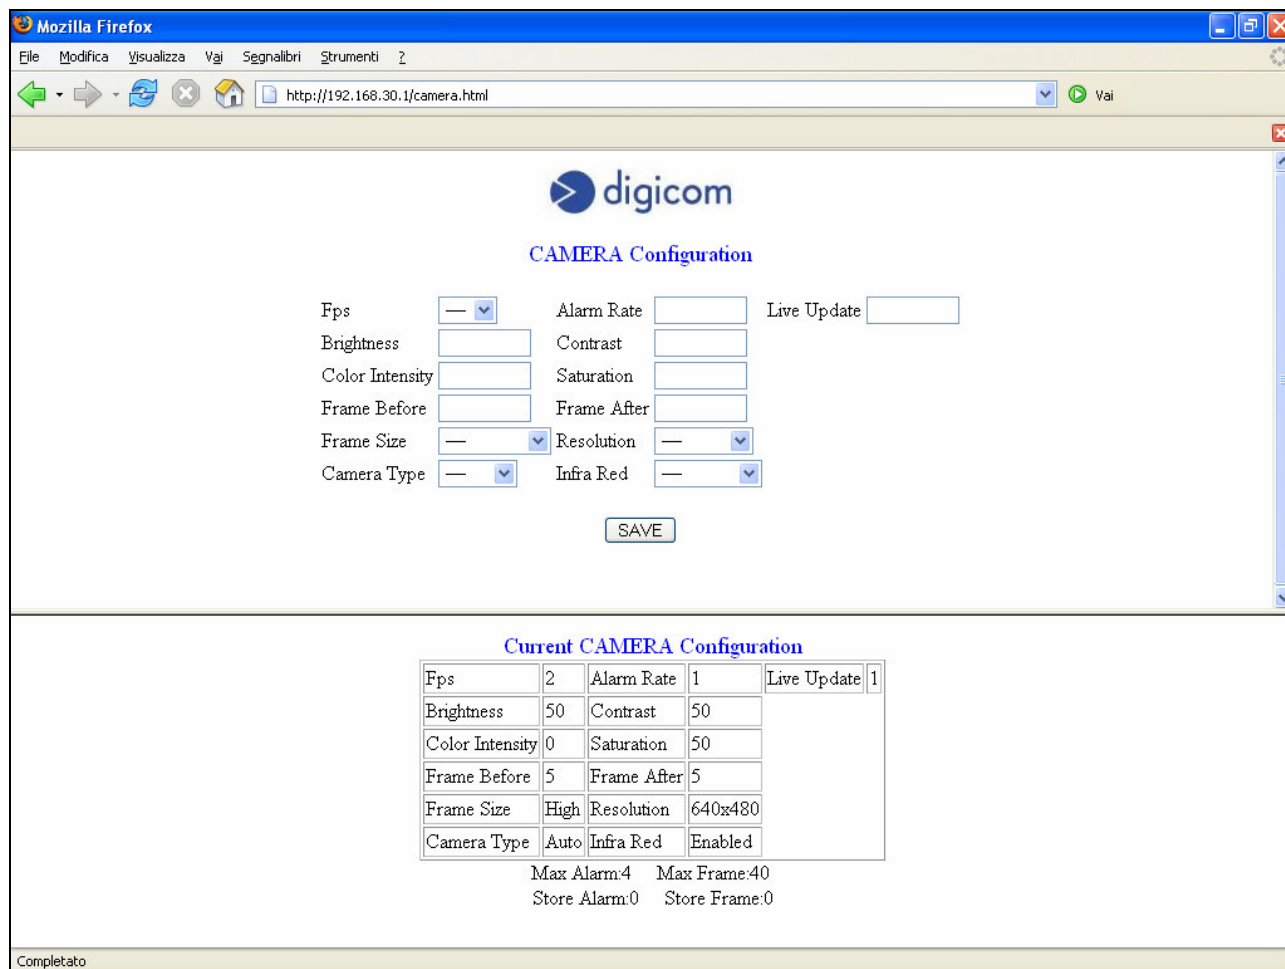 Mozilla Firefox
File Modifica Visualizza Vai Segnalibri Strumenti ?
http://192.168.30.1/camera.html Vai
digicom
CAMERA Configuration
Fps — Alarm Rate Live Update
Brightness Contrast
Color Intensity Saturation
Frame Before Frame After
Frame Size — Resolution —
Camera Type — Infra Red —
SAVE
Current CAMERA Configuration
Fps 2 Alarm Rate 1 Live Update 1
Brightness 50 Contrast 50
Color Intensity 0 Saturation 50
Frame Before 5 Frame After 5
Frame Size High Resolution 640x480
Camera Type Auto Infra Red Enabled
Max Alarm:4 Max Frame:40
Store Alarm:0 Store Frame:0
Completato